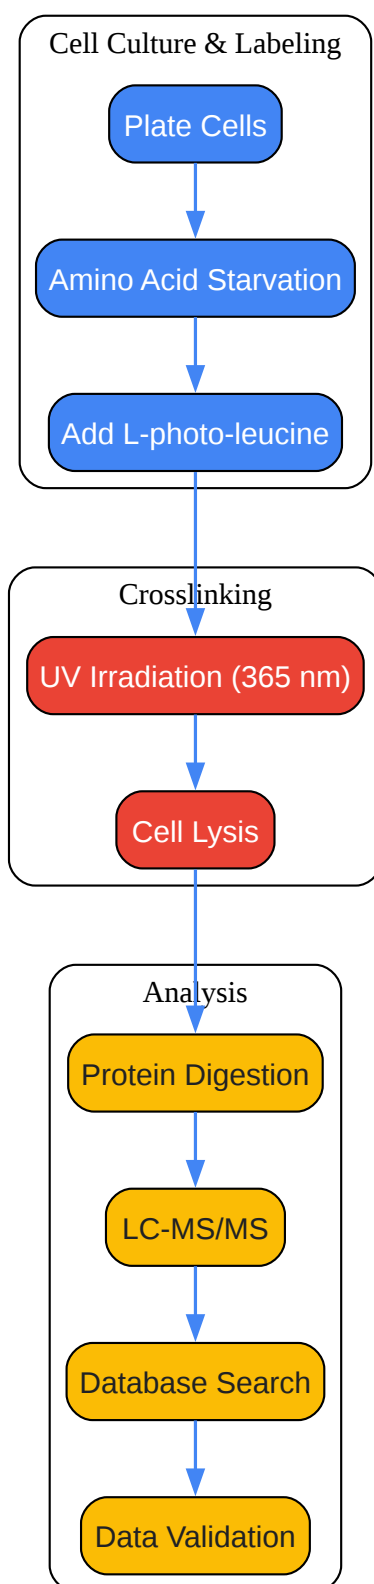 Cell Culture & Labeling
Plate Cells
Amino Acid Starvation
Add L-photo-leucine
Crosslinking
UV Irradiation (365 nm)
Cell Lysis
Analysis
Protein Digestion
LC-MS/MS
Database Search
Data Validation